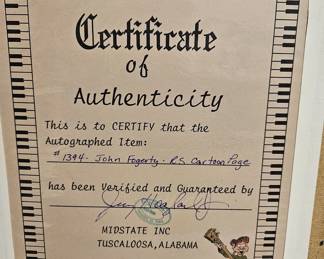 Certificate
of
Authenticity
This is to CERTIFY that the
Autographed Item:
#1394- John Fogerty - RS Cartoon Page
has been Verified and Guaranteed by
MIDSTATE INC
TUSCALOOSA, ALABAMA